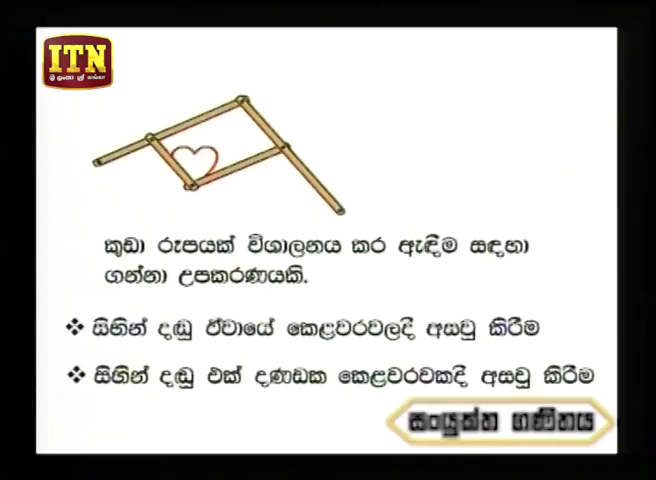 ITN
කුඩා රූපයක් විශාලනය කර ඇඳීම සඳහා
ගන්නා උපකරණයකි.
❖ සිහින් දඬු ඒවායේ කෙළවරවලදී අසවු කිරීම
❖ සිහින් දඬු එක් දණ්ඩක කෙළවරවකදී අසවු කිරීම
සංයුක්ත ගණිතය